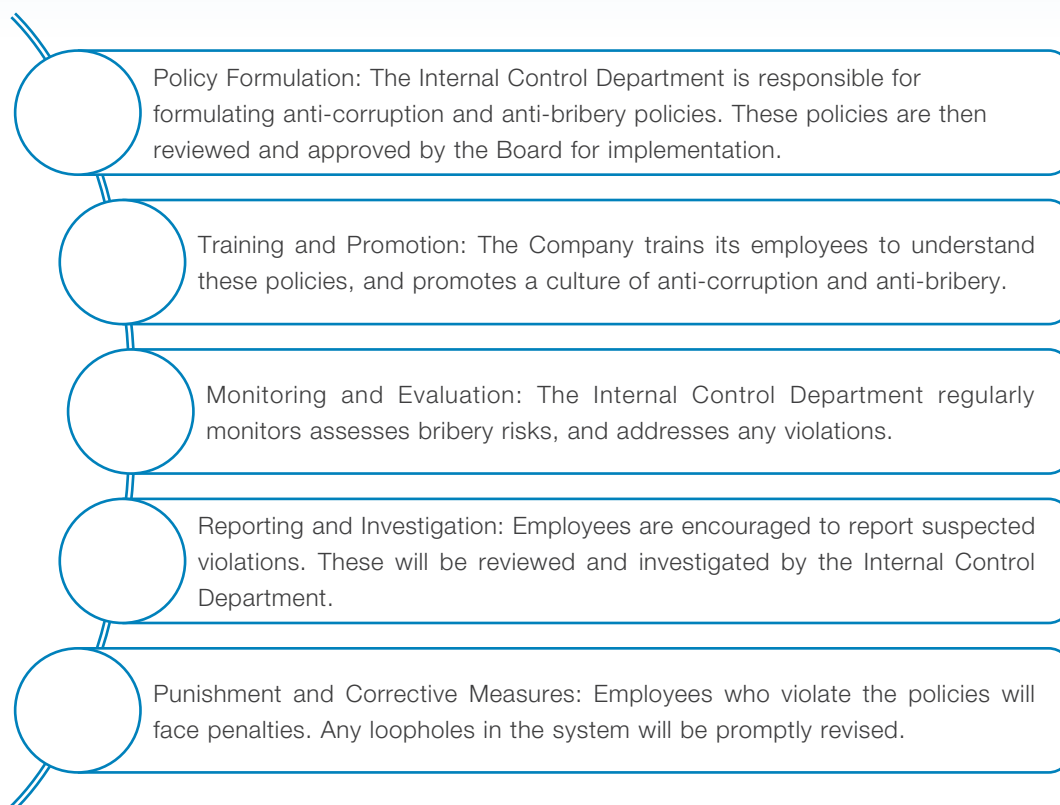 Policy Formulation: The Internal Control Department is responsible for
formulating anti-corruption and anti-bribery policies. These policies are then
reviewed and approved by the Board for implementation.
Training and Promotion: The Company trains its employees to understand
these policies, and promotes a culture of anti-corruption and anti-bribery.
Monitoring and Evaluation: The Internal Control Department regularly
monitors assesses bribery risks, and addresses any violations.
Reporting and Investigation: Employees are encouraged to report suspected
violations. These will be reviewed and investigated by the Internal Control
Department.
Punishment and Corrective Measures: Employees who violate the policies will
face penalties. Any loopholes in the system will be promptly revised.